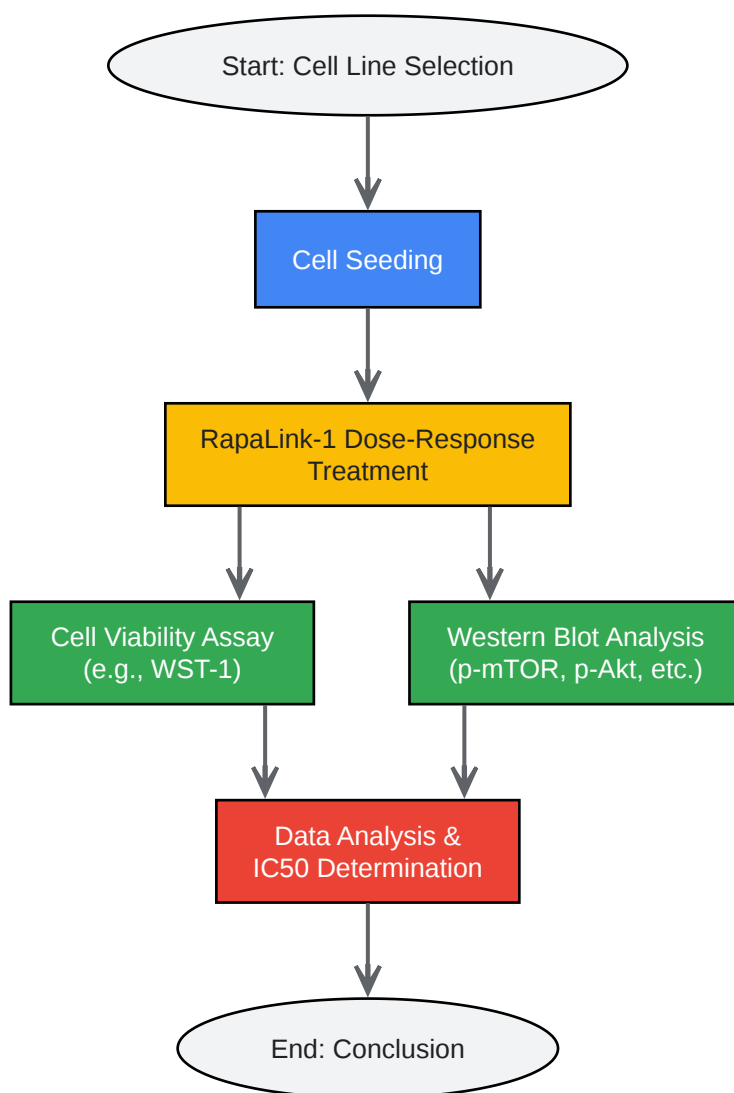 Start: Cell Line Selection
Cell Seeding
RapaLink-1 Dose-Response
Treatment
Cell Viability Assay
(e.g., WST-1)
Western Blot Analysis
(p-mTOR, p-Akt, etc.)
Data Analysis &
IC50 Determination
End: Conclusion